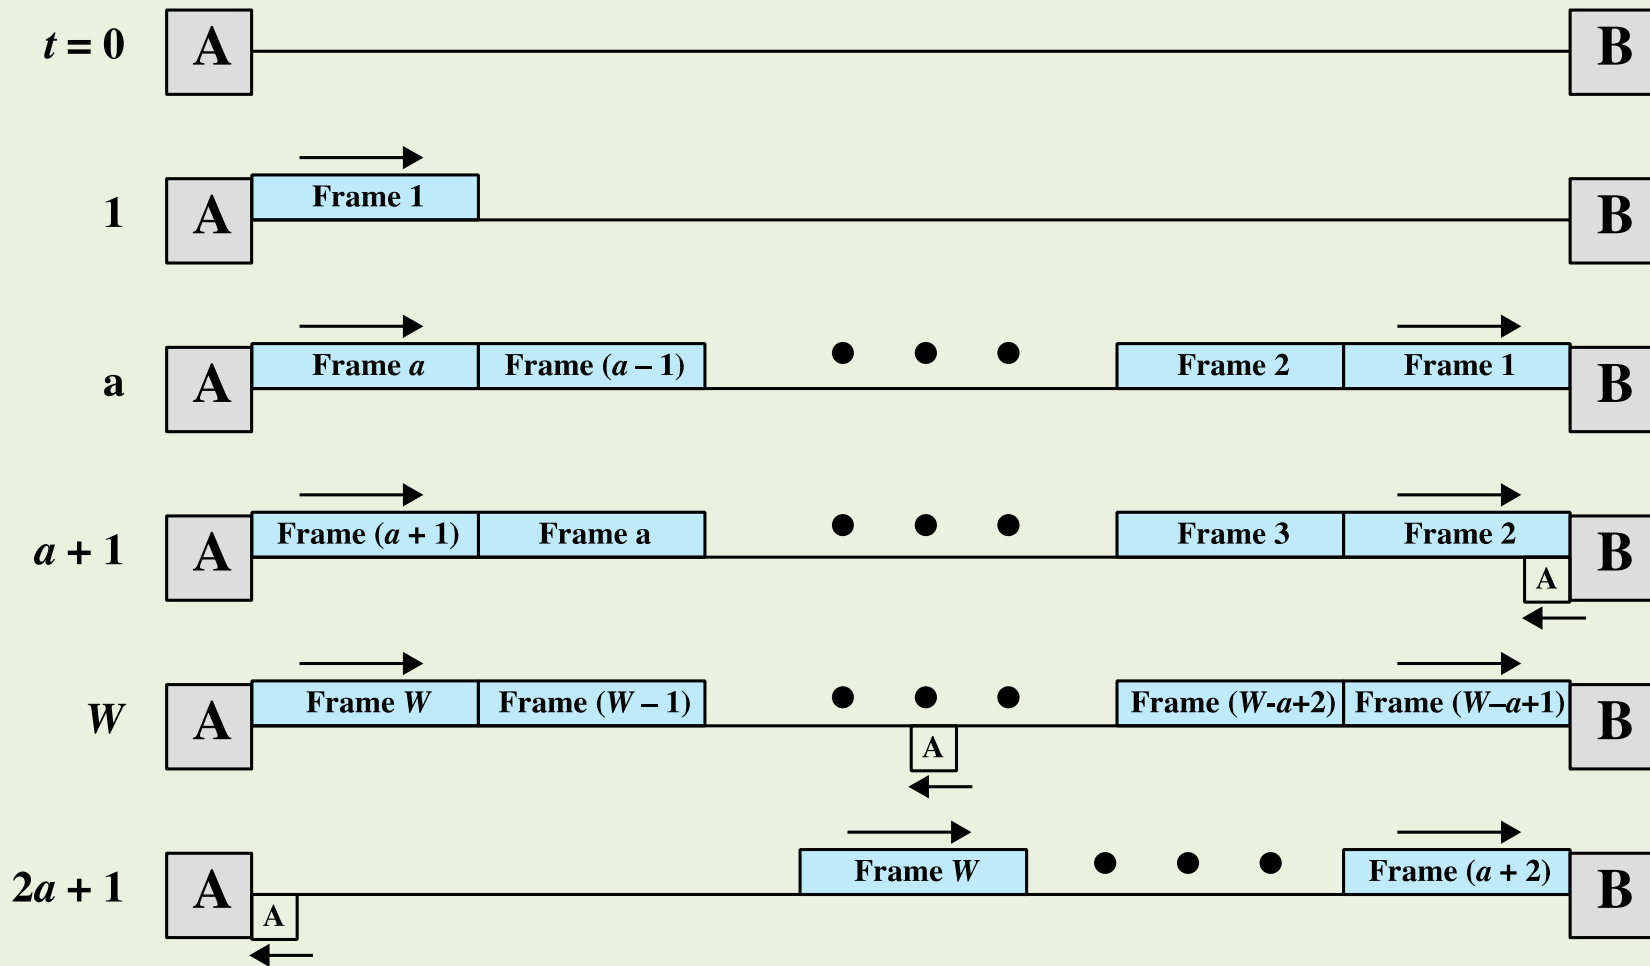 t = 0 A B
1 A Frame 1 B
a A Frame a Frame (a – 1) Frame 2 Frame 1 B
a + 1 A Frame (a + 1) Frame a Frame 3 Frame 2 B
A
W A Frame W Frame (W – 1) Frame (W-a+2) Frame (W–a+1) B
A
2a + 1 A Frame W Frame (a + 2) B
A